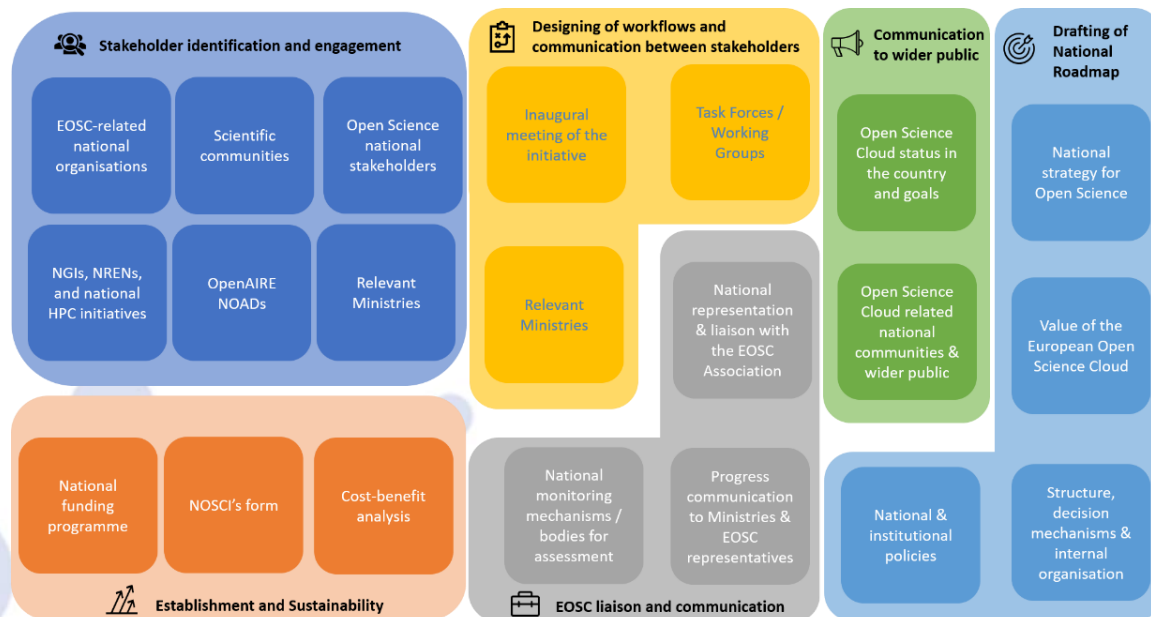 Stakeholder identification and engagement
EOSC-related
national
organisations
Scientific
communities
Open Science
national
stakeholders
NGIs, NRENs,
and national
HPC initiatives
OpenAIRE
NOADs
Relevant
Ministries
Designing of workflows and
communication between stakeholders
Inaugural
meeting of the
initiative
Task Forces /
Working
Groups
Relevant
Ministries
Communication
to wider public
Open Science
Cloud status in
the country
and goals
Open Science
Cloud related
national
communities &
wider public
Drafting of
National
Roadmap
National
strategy for
Open Science
Value of the
European Open
Science Cloud
National &
institutional
policies
Structure,
decision
mechanisms &
internal
organisation
National
funding
programme
NOSCI's form
Cost-benefit
analysis
Establishment and Sustainability
National
representation
& liaison with
the EOSC
Association
National
monitoring
mechanisms /
bodies for
assessment
Progress
communication
to Ministries &
EOSC
representatives
EOSC liaison and communication